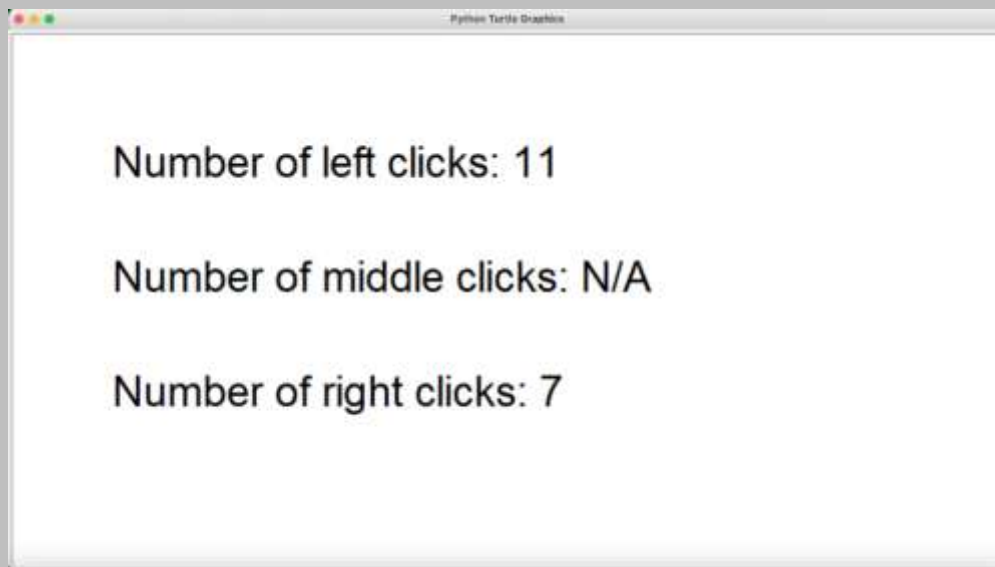 Python Turtle Graphics
Number of left clicks: 11
Number of middle clicks: N/A
Number of right clicks: 7